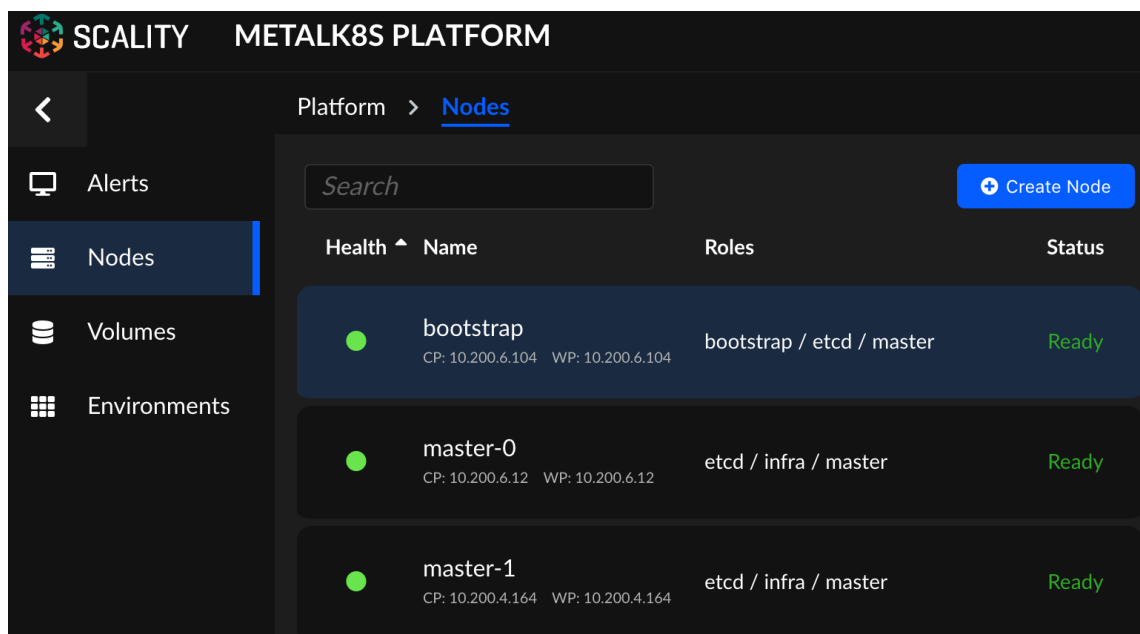 SCALITY METALK8S PLATFORM
Platform > Nodes
Alerts
Nodes
Volumes
Environments
Search
Create Node
Health Name Roles Status
bootstrap
CP: 10.200.6.104 WP: 10.200.6.104
bootstrap / etcd / master
Ready
master-0
CP: 10.200.6.12 WP: 10.200.6.12
etcd / infra / master
Ready
master-1
CP: 10.200.4.164 WP: 10.200.4.164
etcd / infra / master
Ready